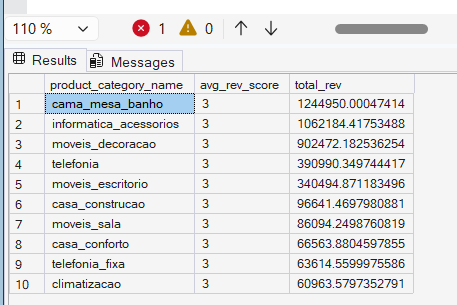 110 % 1 0
Results Messages
product_category_name avg_rev_score total_rev
1 cama_mesa_banho 3 1244950.00047414
2 informatica_acessorios 3 1062184.41753488
3 moveis_decoracao 3 902472.182536254
4 telefonia 3 390990.349744417
5 moveis_escritorio 3 340494.871183496
6 casa_construcao 3 96641.4697980881
7 moveis_sala 3 86094.2498760819
8 casa_conforto 3 66563.8804597855
9 telefonia_fixa 3 63614.5599975586
10 climatizacao 3 60963.5797352791